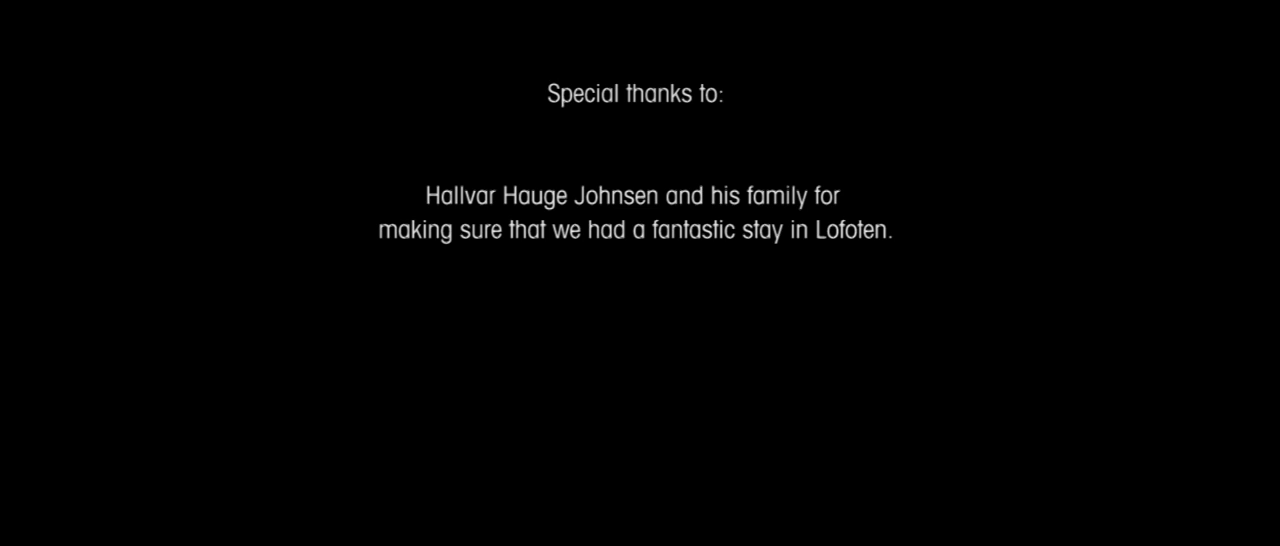 Special thanks to:
Hallvar Hauge Johnsen and his family for
making sure that we had a fantastic stay in Lofoten.